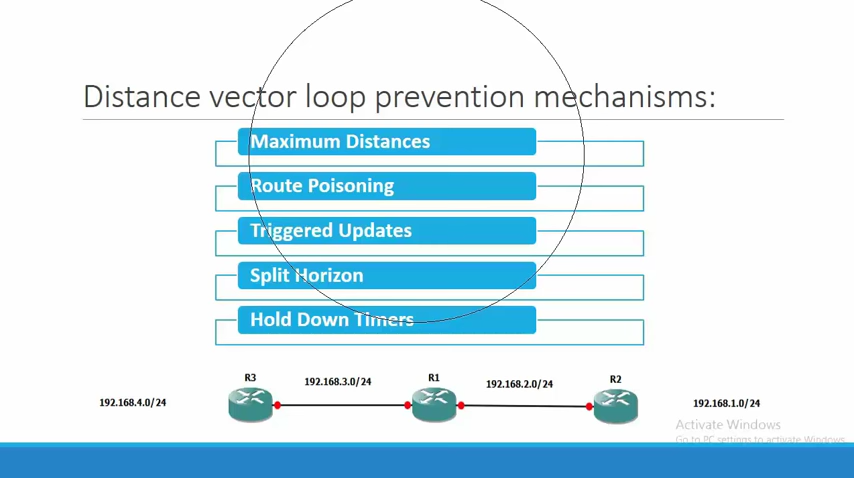 Distance vector loop prevention mechanisms:
Maximum Distances
Route Poisoning
Triggered Updates
Split Horizon
Hold Down Timers
R3
192.168.3.0/24
R1
192.168.2.0/24
R2
192.168.4.0/24
192.168.1.0/24
Activate Windows
Go to PC settings to activate Windows.